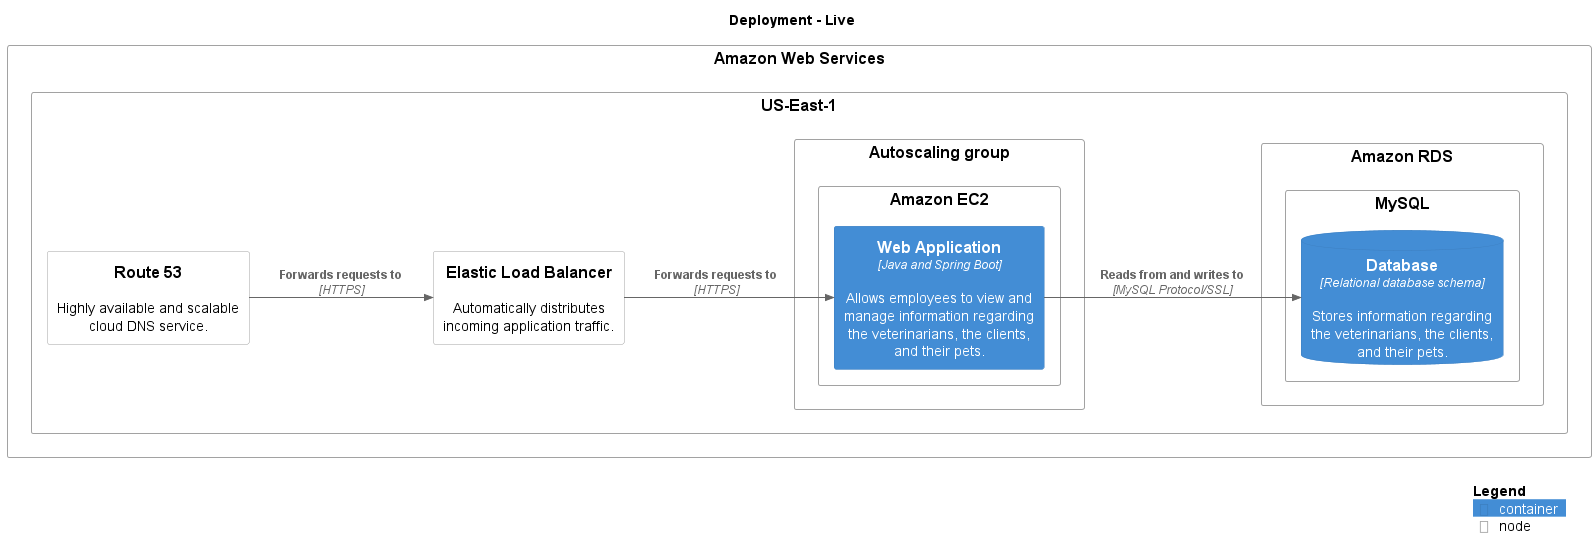 Deployment - Live
Amazon Web Services
US-East-1
Autoscaling group
Amazon RDS
Amazon EC2
MySQL
Route 53
Highly available and scalable
cloud DNS service.
Forwards requests to
[HTTPS]
Elastic Load Balancer
Automatically distributes
incoming application traffic.
Forwards requests to
[HTTPS]
Web Application
[Java and Spring Boot]
Allows employees to view and
manage information regarding
the veterinarians, the clients,
and their pets.
Reads from and writes to
[MySQL Protocol/SSL]
Database
[Relational database schema]
Stores information regarding
the veterinarians, the clients,
and their pets.
Legend
container
node